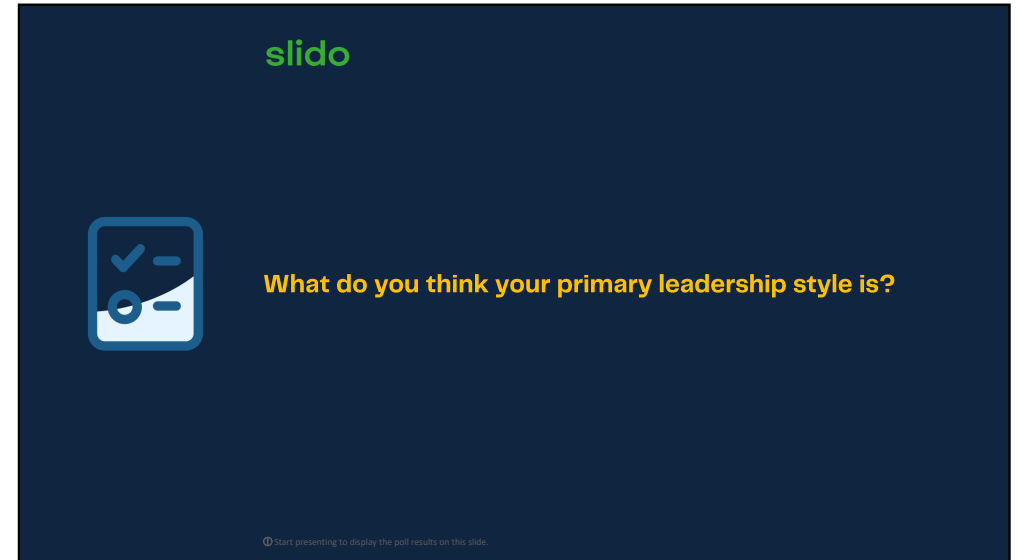 slido
What do you think your primary leadership style is?
Start presenting to display the poll results on this slide.